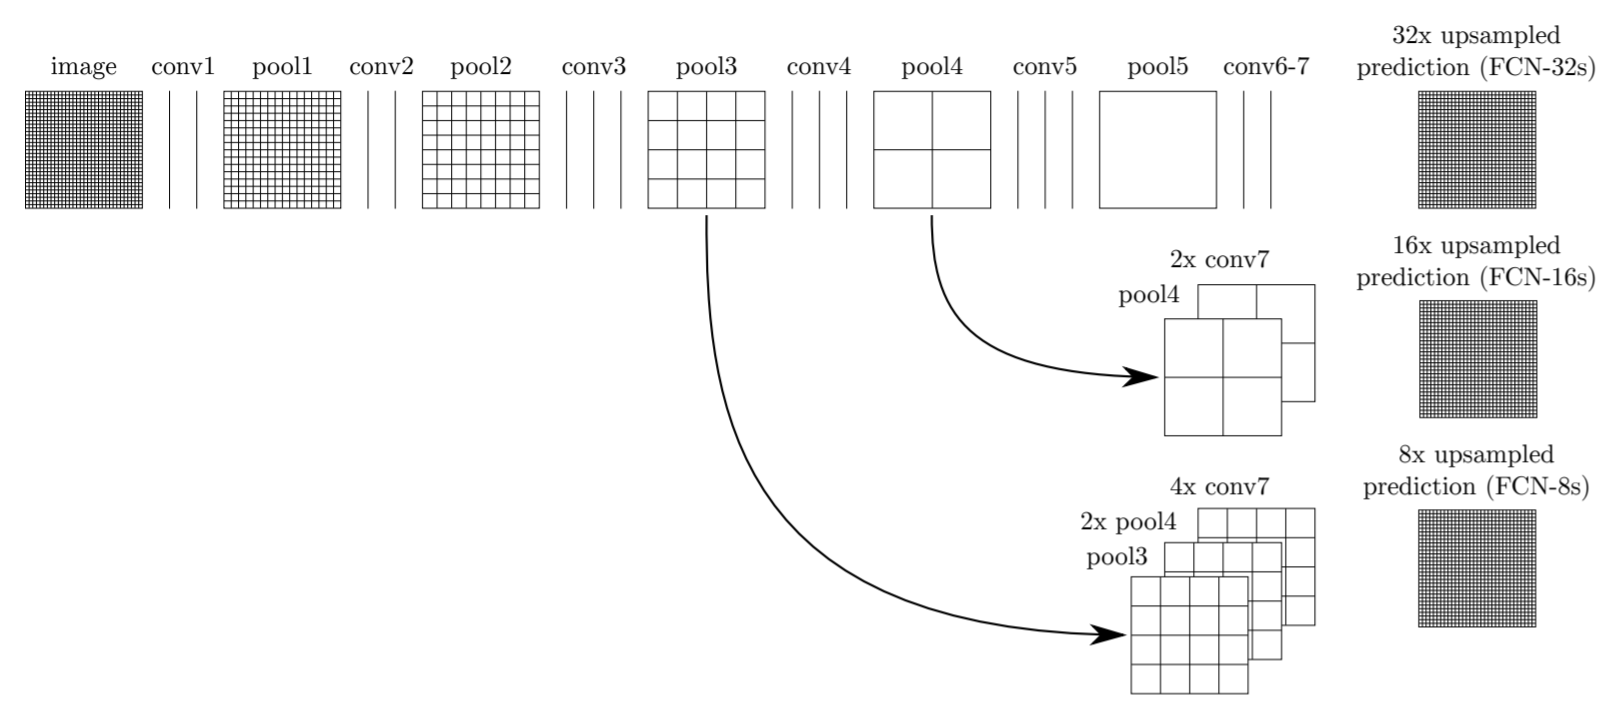 image
conv1
pool1
conv2
pool2
conv3
pool3
conv4
pool4
conv5
pool5
conv6-7
32x upsampled
prediction (FCN-32s)
2x conv7
pool4
16x upsampled
prediction (FCN-16s)
4x conv7
2x pool4
pool3
8x upsampled
prediction (FCN-8s)